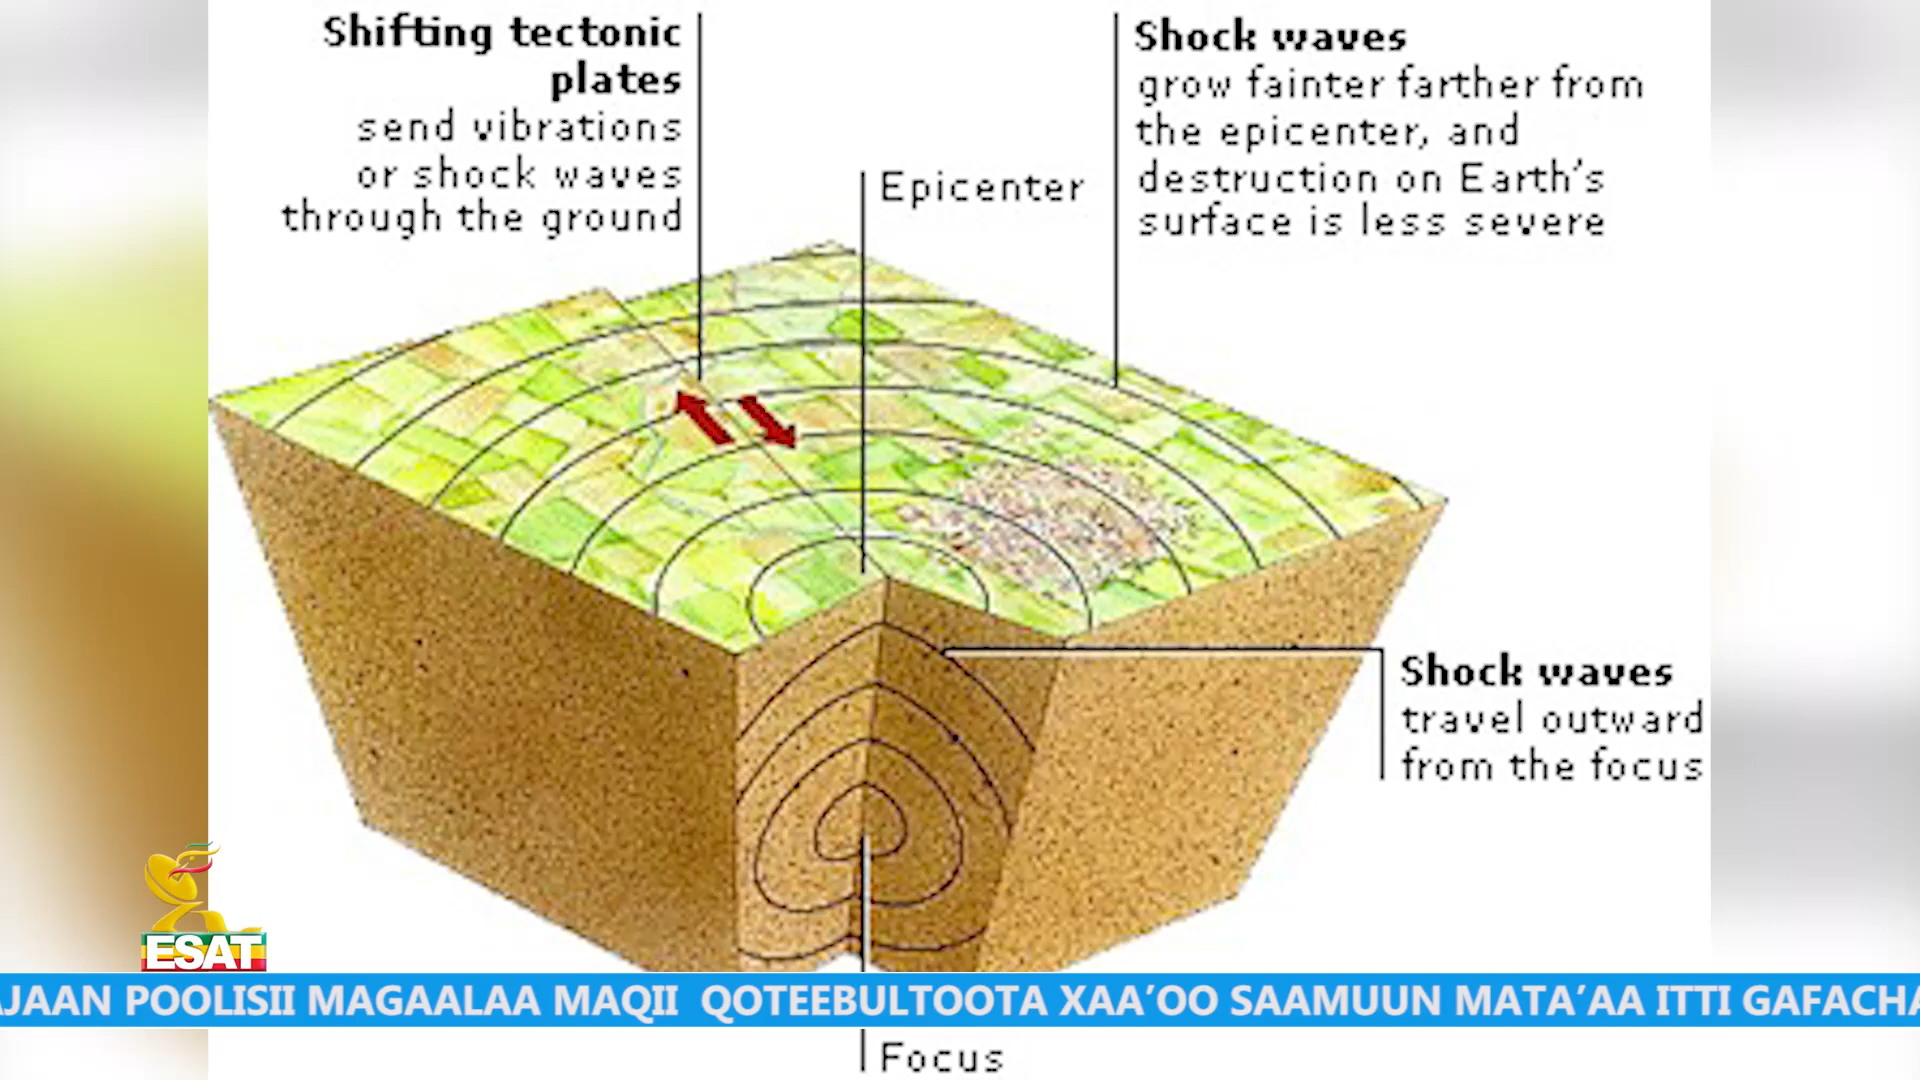 Shifting tectonic
plates
send vibrations
or shock waves
through the ground
Epicenter
Shock waves
grow fainter farther from
the epicenter, and
destruction on Earth's
surface is less severe
Shock waves
travel outward
from the focus
ESAT
POOLISII MAGAALAA MAQII QOTEEBULTOOTA XAA'OO SAAMUUN MATA'AA ITTI
Focus